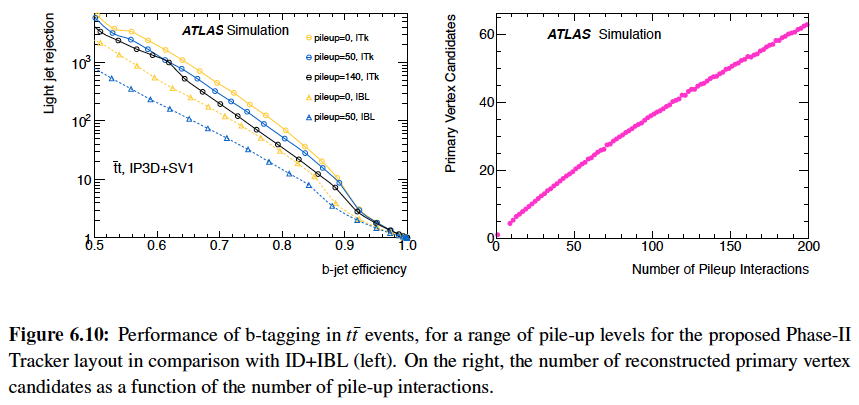 Light jet rejection
10³
10²
10
1
ATLAS Simulation
pileup=0, ITk
pileup=50, ITk
pileup=140, ITk
pileup=0, IBL
pileup=50, IBL
t̄t, IP3D+SV1
0.5 0.6 0.7 0.8 0.9 1.0
b-jet efficiency
Primary Vertex Candidates
60
40
20
0
ATLAS Simulation
0 50 100 150 200
Number of Pileup Interactions
Figure 6.10: Performance of b-tagging in tt̄ events, for a range of pile-up levels for the proposed Phase-II
Tracker layout in comparison with ID+IBL (left). On the right, the number of reconstructed primary vertex
candidates as a function of the number of pile-up interactions.